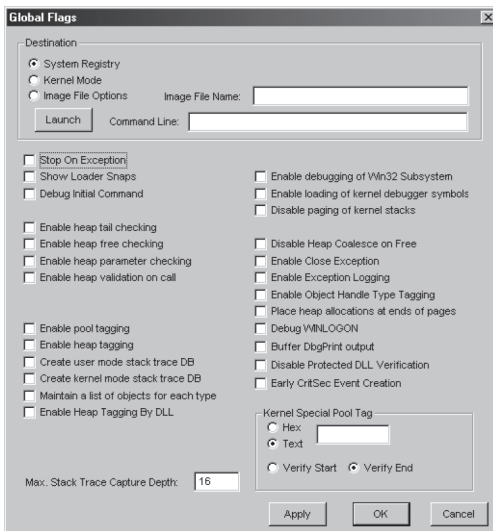 Global Flags
Destination
System Registry
Kernel Mode
Image File Options
Image File Name:
Launch
Command Line:
Stop On Exception
Show Loader Snaps
Debug Initial Command
Enable heap tail checking
Enable heap free checking
Enable heap parameter checking
Enable heap validation on call
Enable pool tagging
Enable heap tagging
Create user mode stack trace DB
Create kernel mode stack trace DB
Maintain a list of objects for each type
Enable Heap Tagging By DLL
Max. Stack Trace Capture Depth: 16
Enable debugging of Win32 Subsystem
Enable loading of kernel debugger symbols
Disable paging of kernel stacks
Disable Heap Coalesce on Free
Enable Close Exception
Enable Exception Logging
Enable Object Handle Type Tagging
Place heap allocations at ends of pages
Debug WINLOGON
Buffer DbgPrint output
Disable Protected DLL Verification
Early CritSec Event Creation
Kernel Special Pool Tag
Hex
Text
Verify Start Verify End
Apply OK Cancel